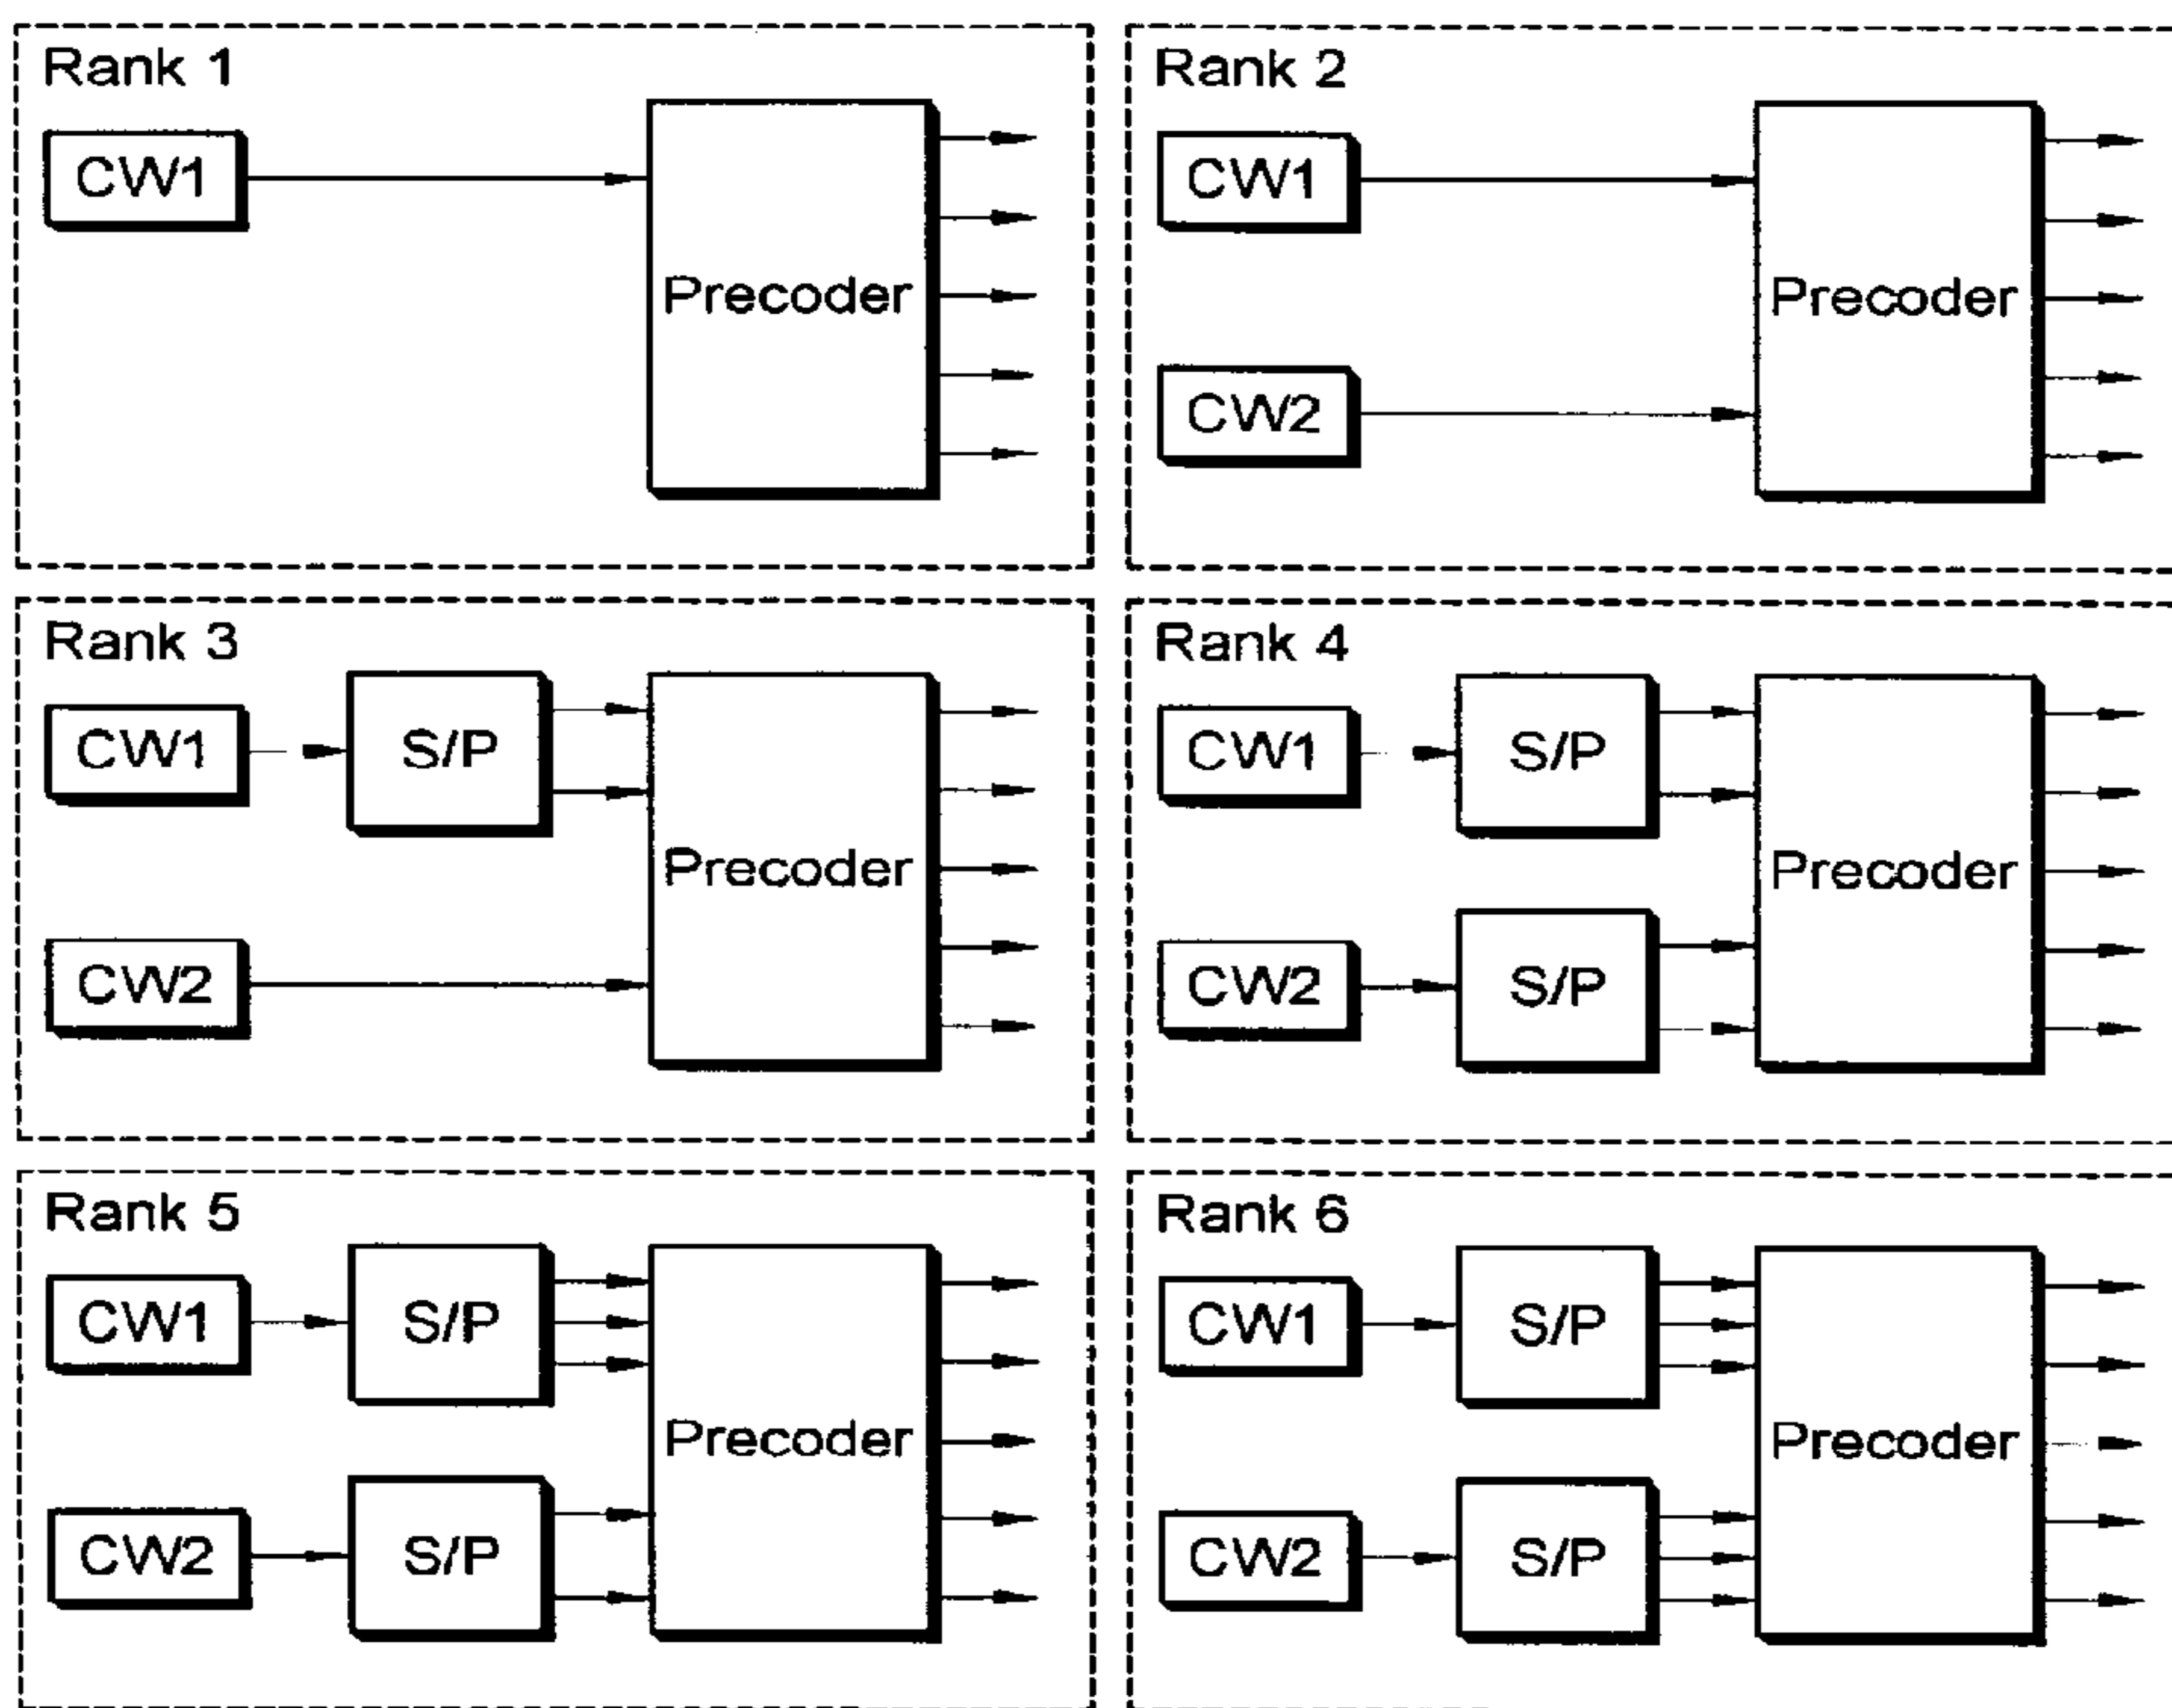 Rank 1
CW1
Precoder
Rank 2
CW1
Precoder
CW2
Rank 3
CW1
S/P
Precoder
CW2
Rank 4
CW1
S/P
Precoder
CW2
S/P
Rank 5
CW1
S/P
Precoder
CW2
S/P
Rank 6
CW1
S/P
Precoder
CW2
S/P